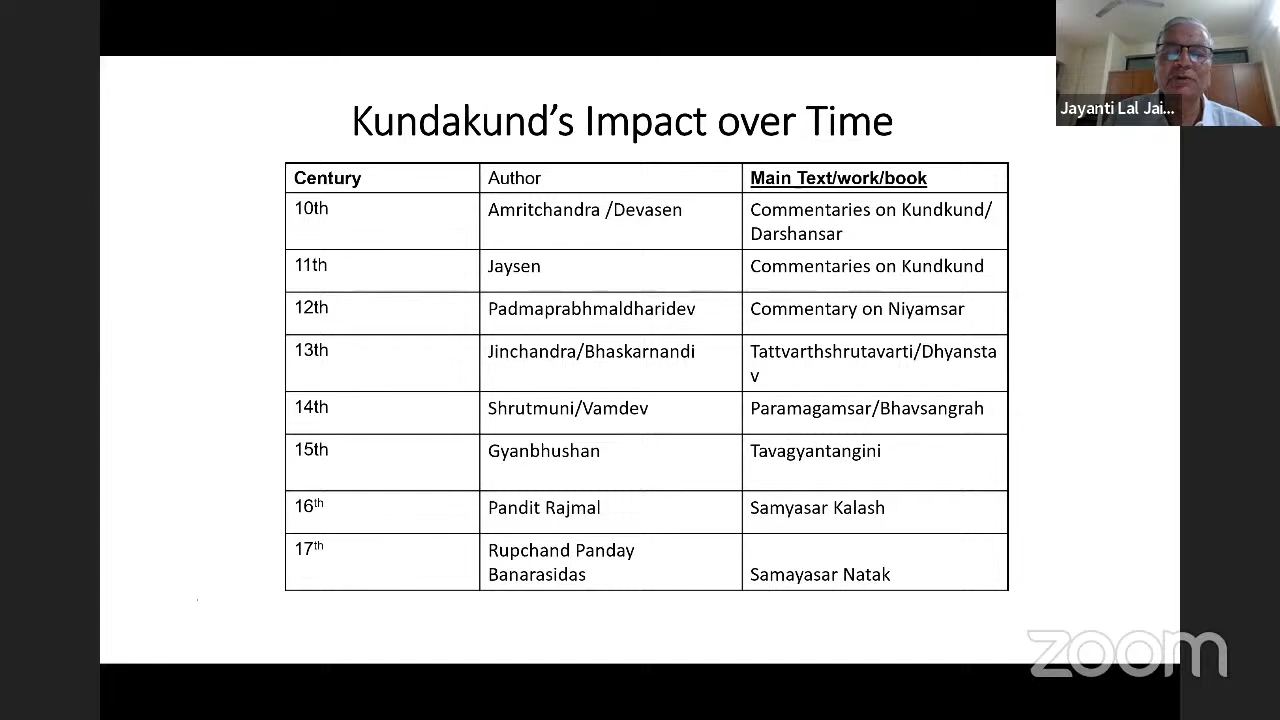 Jayanti Lal Jai...
Kundakund's Impact over Time
Century Author Main Text/work/book
10th Amritchandra /Devasen Commentaries on Kundkund/
Darshansar
11th Jaysen Commentaries on Kundkund
12th Padmaprabhmaldharidev Commentary on Niyamsar
13th Jinchandra/Bhaskarnandi Tattvarthshrutavarti/Dhyansta
v
14th Shrutmuni/Vamdev Paramagamsar/Bhavsangrah
15th Gyanbhushan Tavagyantangini
16th Pandit Rajmal Samyasar Kalash
17th Rupchand Panday
Banarasidas Samayasar Natak
zoom